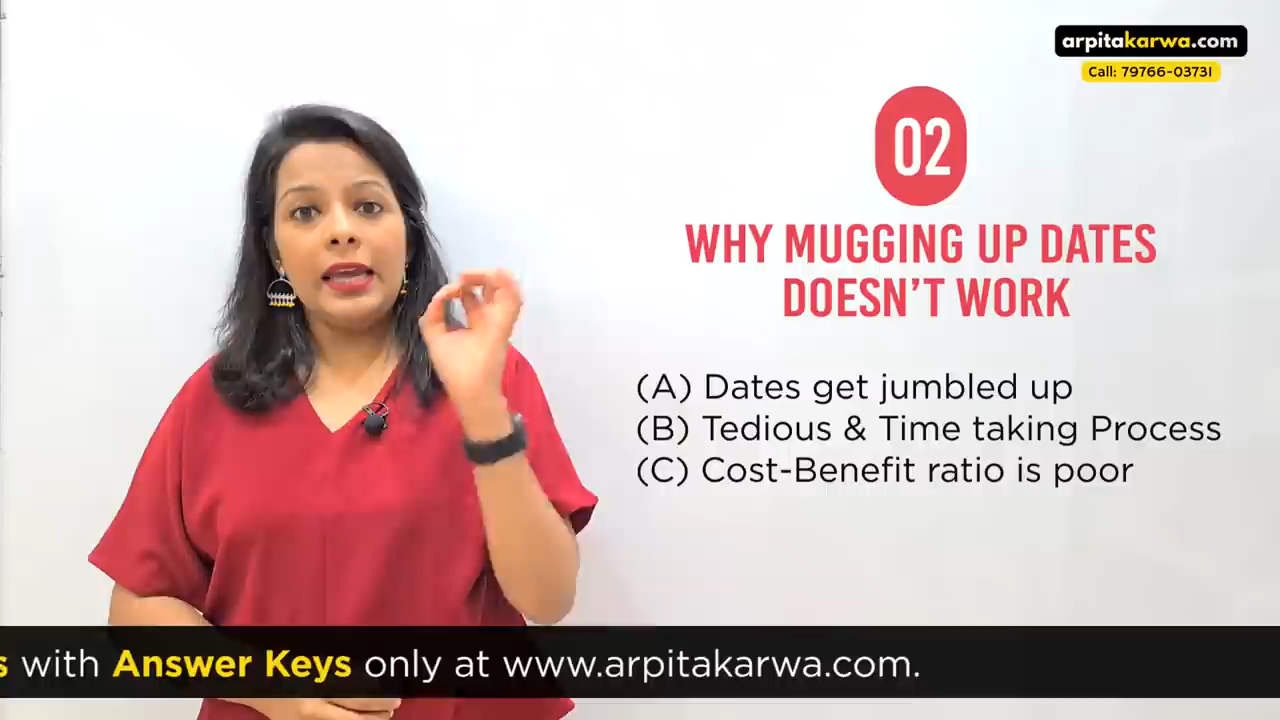 arpitakarwa.com
Call: 79766-03731
02
WHY MUGGING UP DATES
DOESN'T WORK
(A) Dates get jumbled up
(B) Tedious & Time taking Process
(C) Cost-Benefit ratio is poor
s with Answer Keys only at www.arpitakarwa.com.